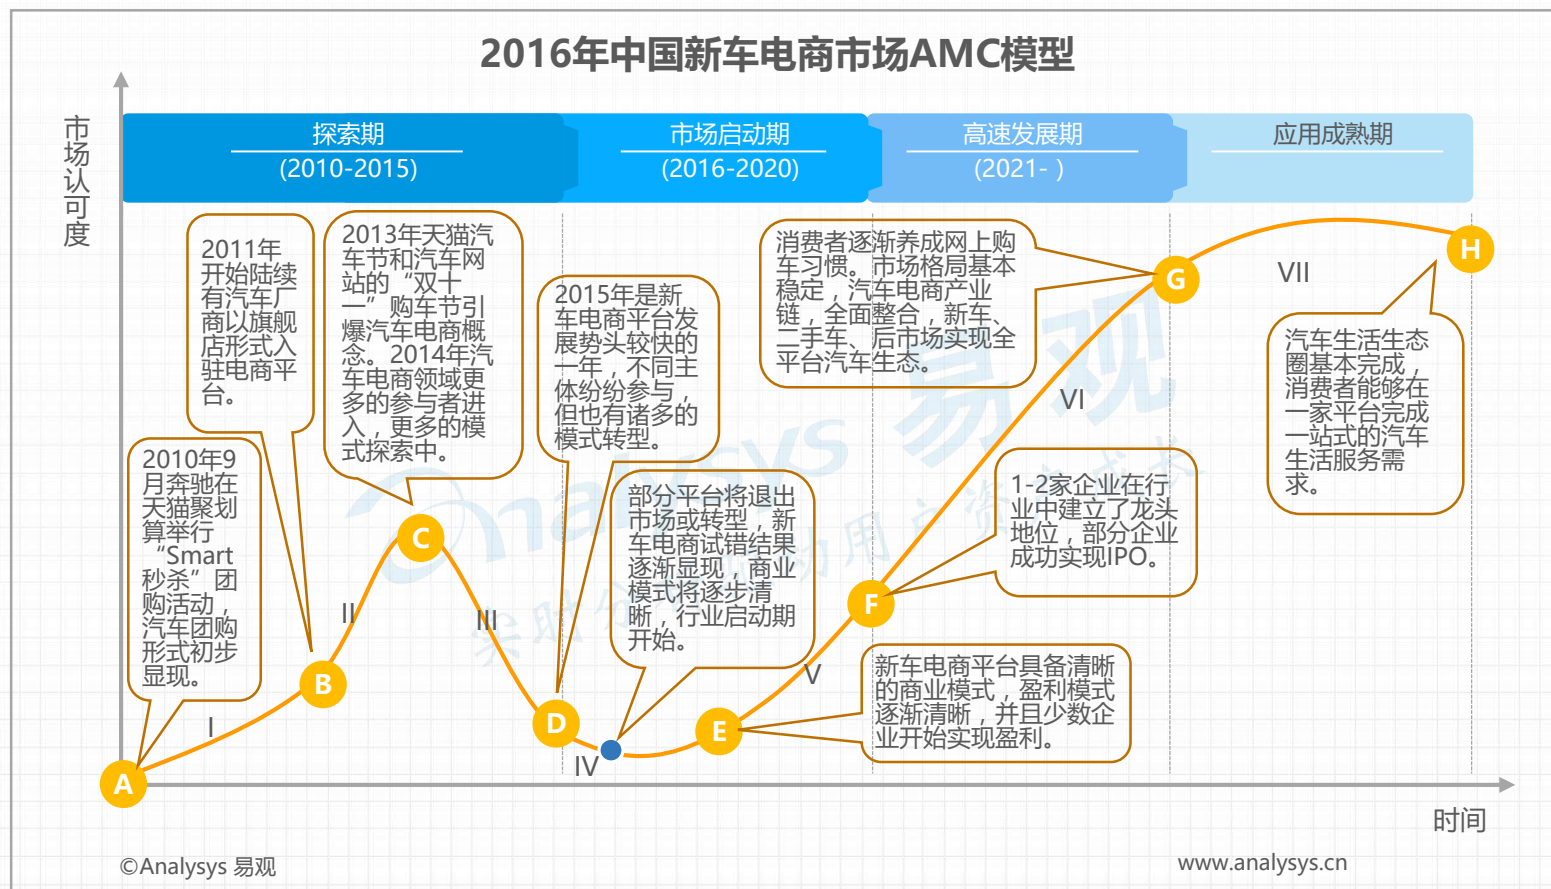 2016年中国新车电商市场AMC模型
市场认可度
探索期
(2010-2015)
市场启动期
(2016-2020)
高速发展期
(2021- )
应用成熟期
2011年
开始陆续
有汽车厂
商以旗舰
店形式入
驻电商平
台。
2013年天猫汽
车节和汽车网
站的“双十
一”购车节引
爆汽车电商概
念。2014年汽
车电商领域更
多的参与者进
入，更多的模
式探索中。
2015年是新
车电商平台发
展势头较快的
一年，不同主
体纷纷参与，
但也有诸多的
模式转型。
消费者逐渐养成网上购
车习惯。市场格局基本
稳定，汽车电商产业
链，全面整合，新车、
二手车、后市场实现全
平台汽车生态。
G
VII
H
汽车生活生态
圈基本完成，
消费者能够在
一家平台完成
一站式的汽车
生活服务需
求。
VI
2010年9
月奔驰在
天猫聚划
算举行
“Smart
秒杀”团
购活动，
汽车团购
形式初步
显现。
部分平台将退出
市场或转型，新
车电商试错结果
逐渐显现，商业
模式将逐步清
晰，行业启动期
开始。
1-2家企业在行
业中建立了龙头
地位，部分企业
成功实现IPO。
C
F
II
III
新车电商平台具备清晰
的商业模式，盈利模式
逐渐清晰，并且少数企
业开始实现盈利。
B
V
D
E
I
IV
A
时间
Analysys 易观
实时分析驱动用户资产成长
©Analysys 易观
www.analysys.cn